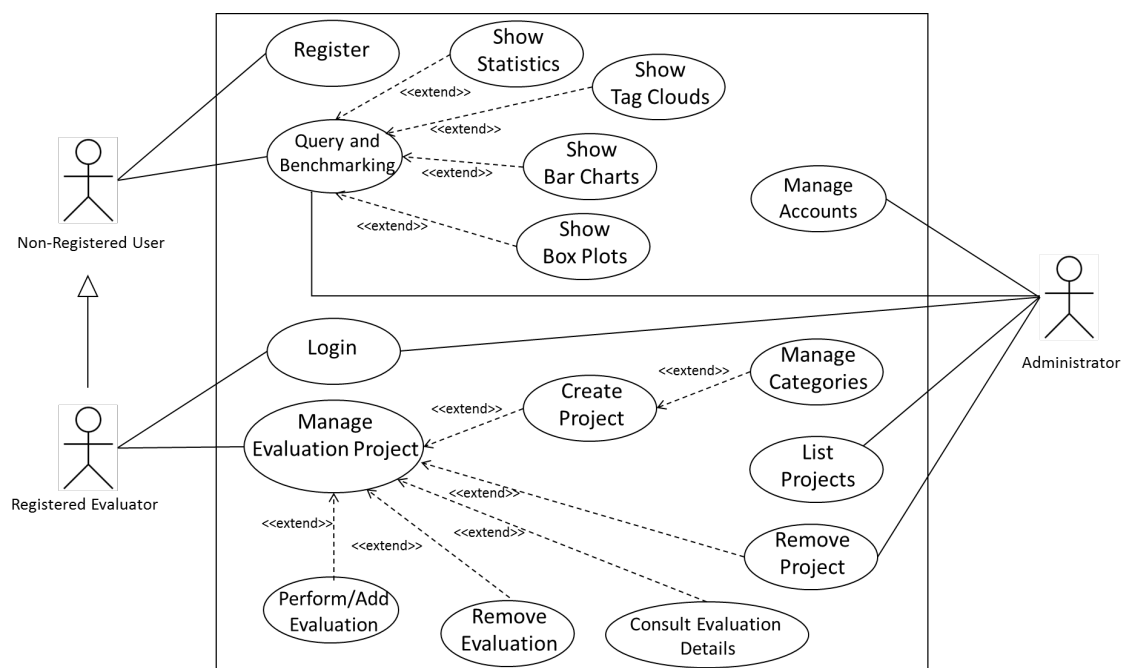 Register
Show
Statistics
<<extend>>
Show
Tag Clouds
<<extend>>
Query and
Benchmarking
<<extend>>
Show
Bar Charts
<<extend>>
Show
Box Plots
Manage
Accounts
Non-Registered User
Login
Administrator
Manage
Categories
<<extend>>
Create
Project
<<extend>>
Manage
Evaluation Project
List
Projects
Registered Evaluator
<<extend>>
<<extend>>
<<extend>>
<<extend>>
Remove
Project
Perform/Add
Evaluation
Remove
Evaluation
Consult Evaluation
Details